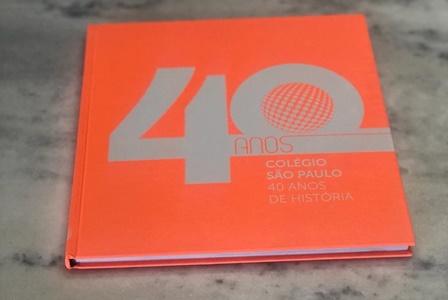 40
ANOS
COLÉGIO
SÃO PAULO
40 ANOS
DE HISTÓRIA